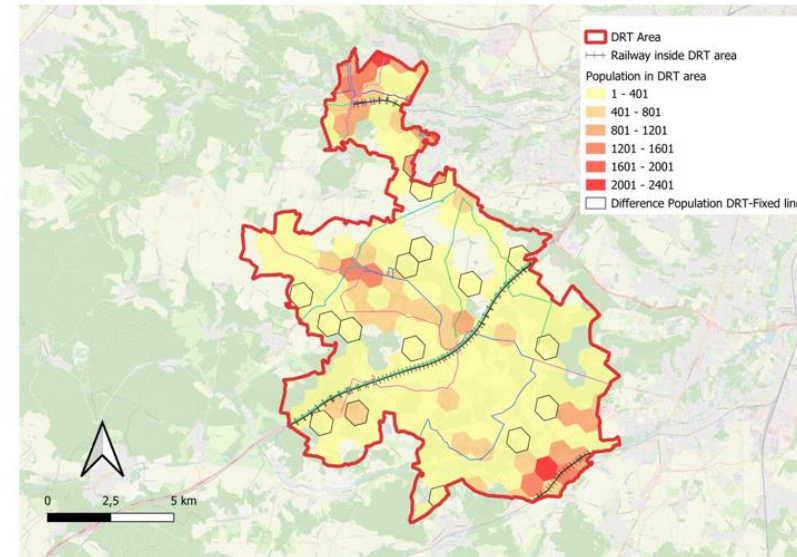 DRT Area
Railway inside DRT area
Population in DRT area
1 - 401
401 - 801
801 - 1201
1201 - 1601
1601 - 2001
2001 - 2401
Difference Population DRT-Fixed line
0 2,5 5 km